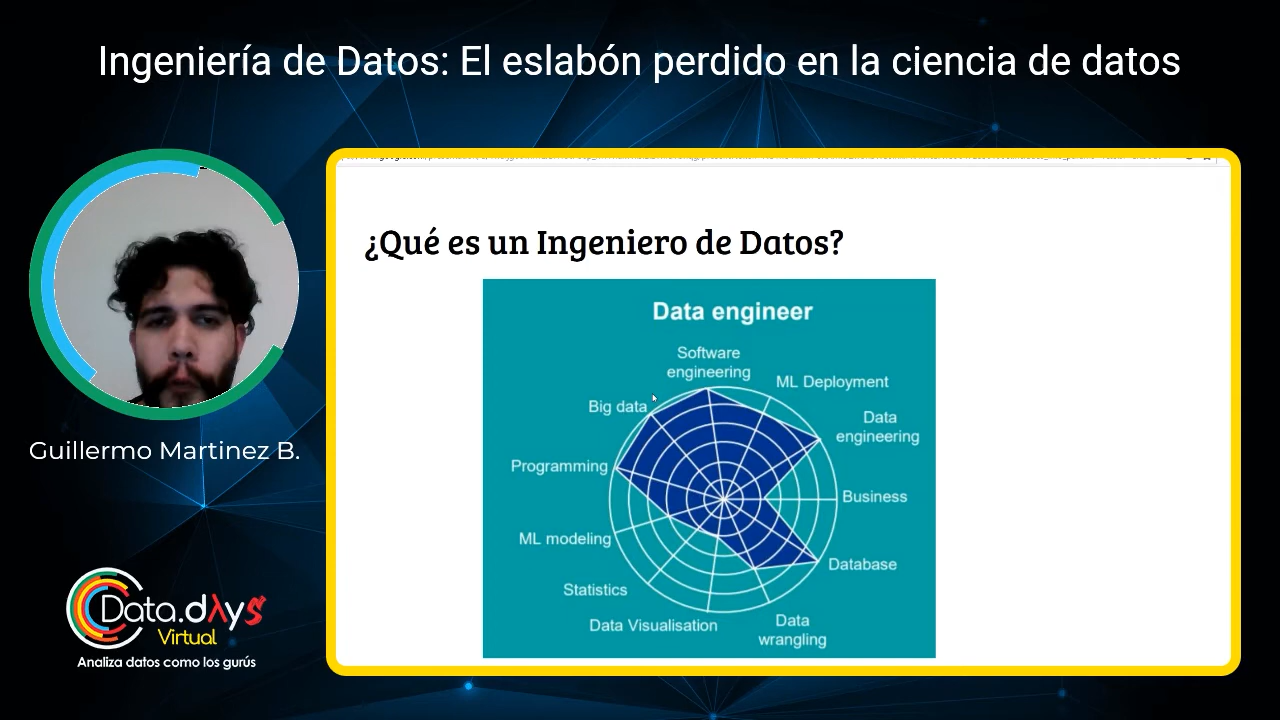 Ingeniería de Datos: El eslabón perdido en la ciencia de datos
¿Qué es un Ingeniero de Datos?
Data engineer
Software
engineering
ML Deployment
Big data
Data
engineering
Programming
Business
ML modeling
Database
Statistics
Data Visualisation
Data
wrangling
Guillermo Martinez B.
Data.dλys
Virtual
Analiza datos como los gurús